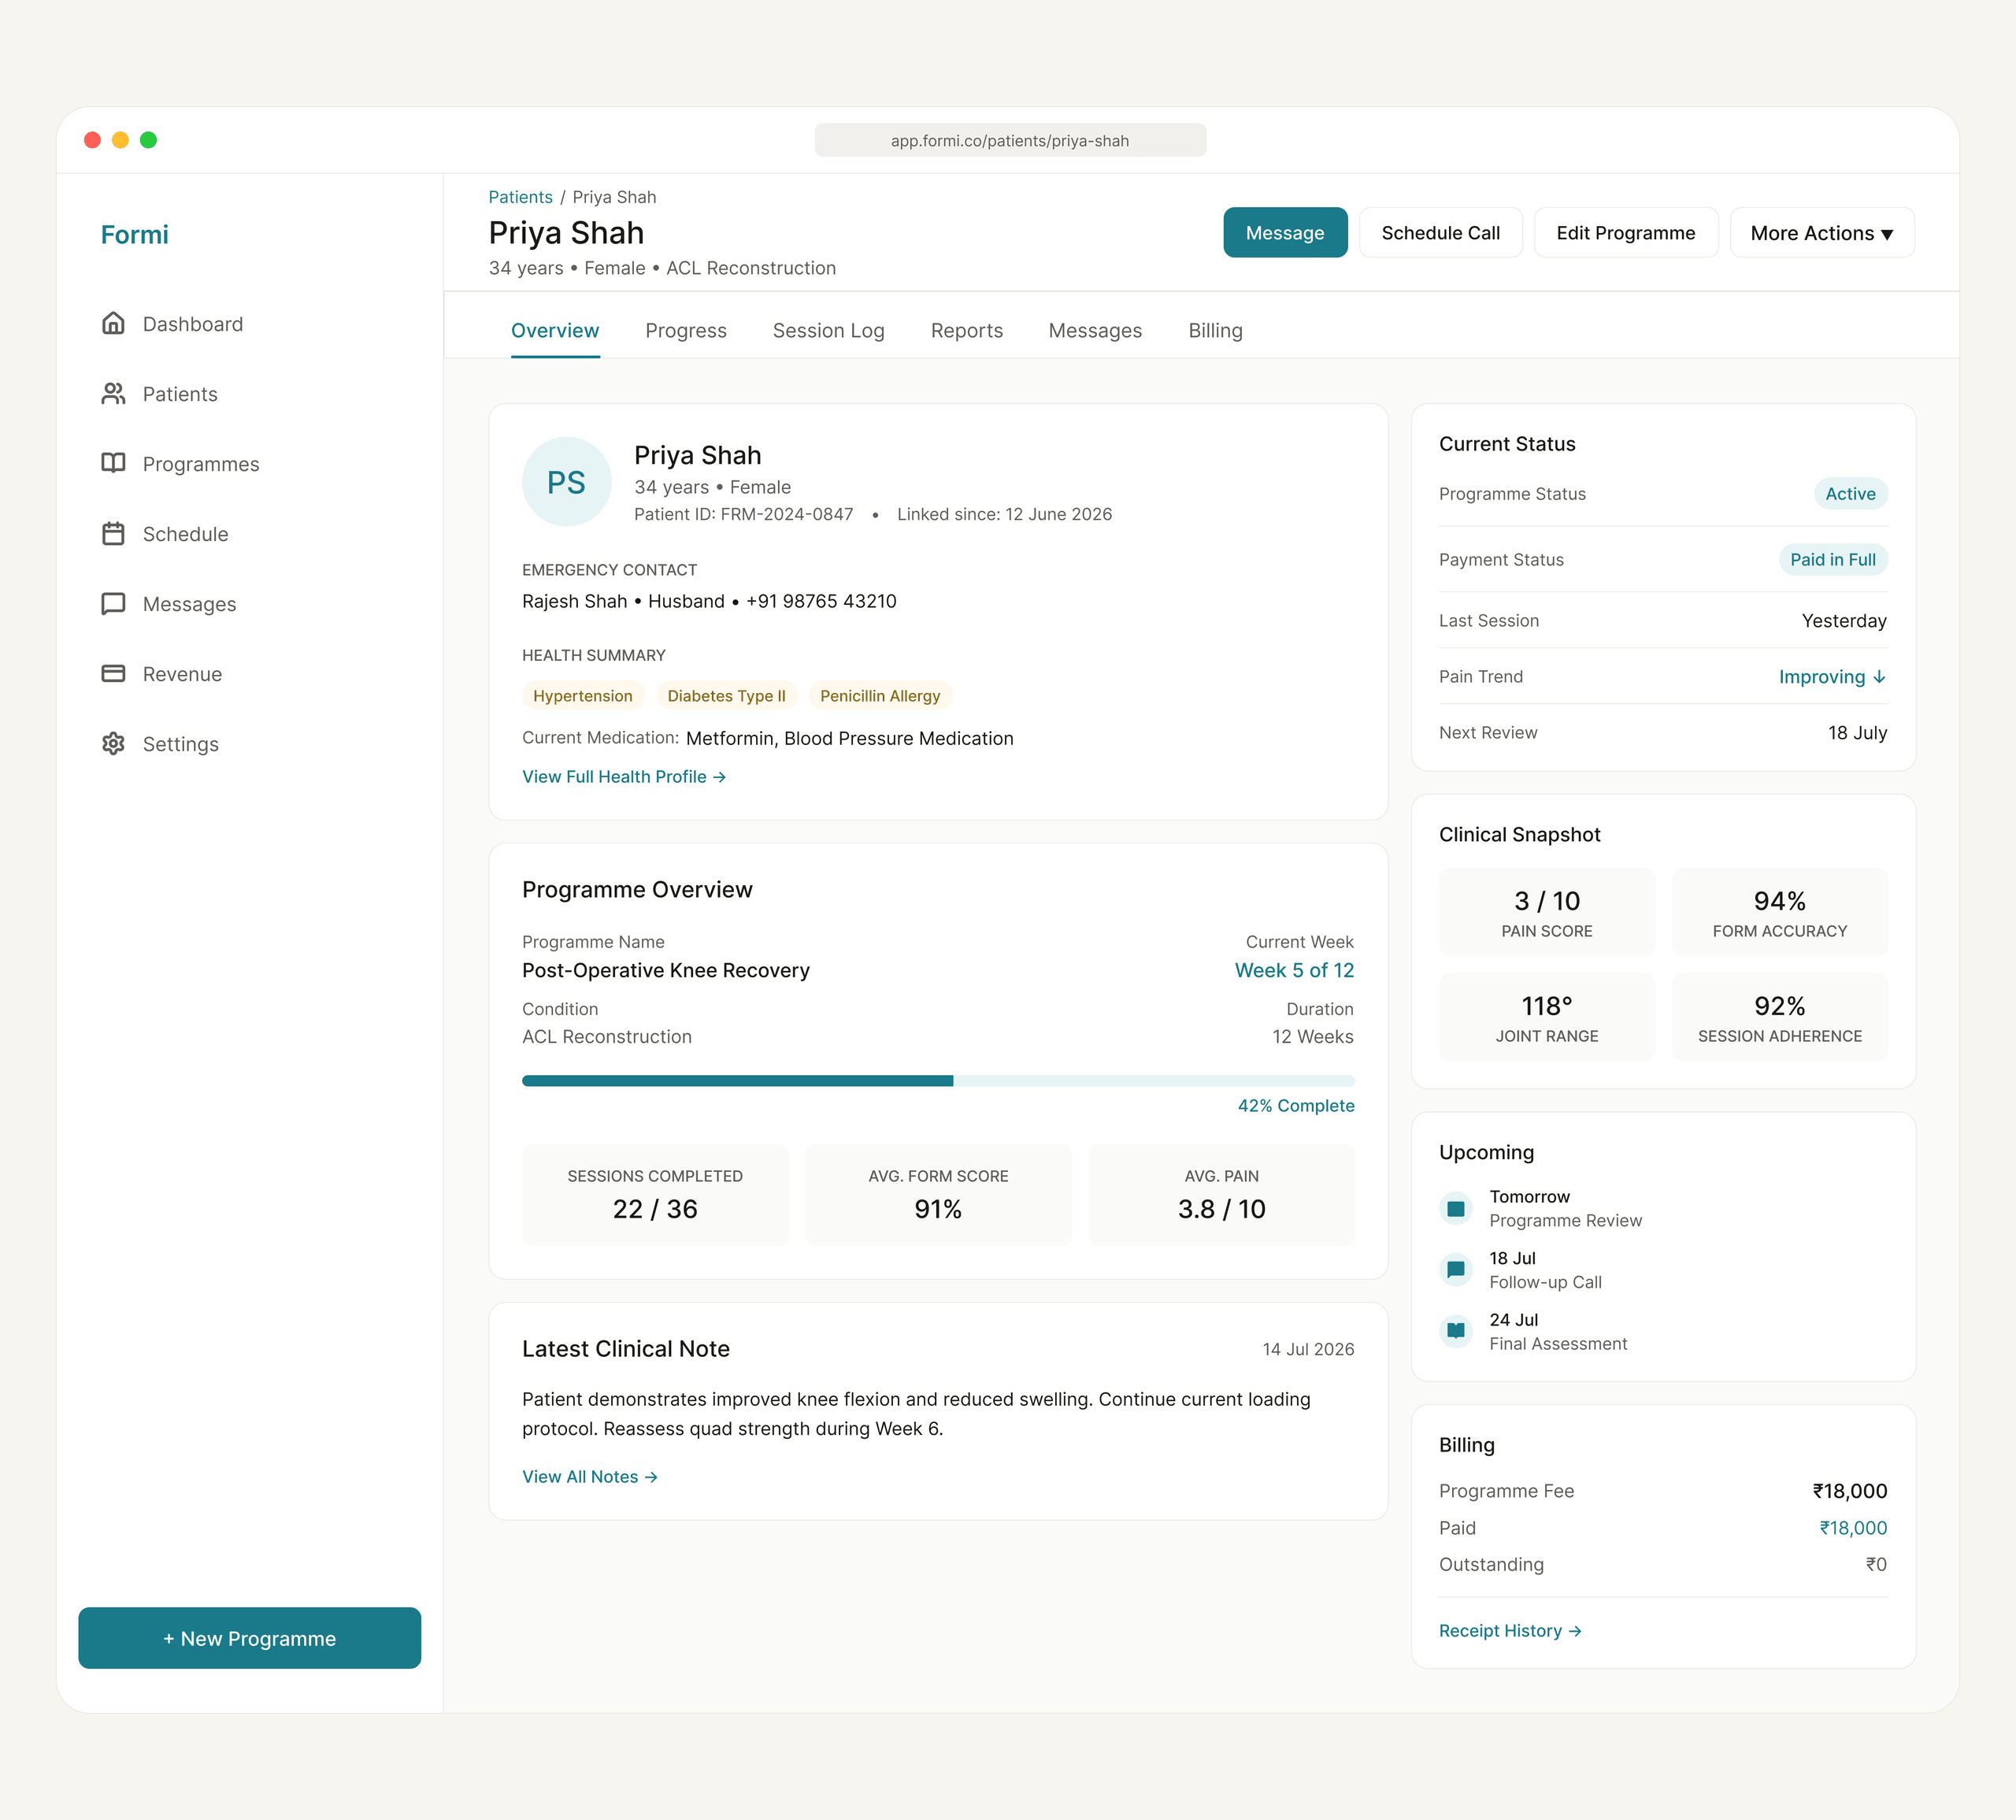 app.formi.co/patients/priya-shah
Formi
Dashboard
Patients
Programmes
Schedule
Messages
Revenue
Settings
+ New Programme
Patients / Priya Shah
Priya Shah
34 years • Female • ACL Reconstruction
Message
Schedule Call
Edit Programme
More Actions ▼
Overview
Progress
Session Log
Reports
Messages
Billing
PS
Priya Shah
34 years • Female
Patient ID: FRM-2024-0847 • Linked since: 12 June 2026
EMERGENCY CONTACT
Rajesh Shah • Husband • +91 98765 43210
HEALTH SUMMARY
Hypertension
Diabetes Type II
Penicillin Allergy
Current Medication: Metformin, Blood Pressure Medication
View Full Health Profile →
Programme Overview
Programme Name
Current Week
Post-Operative Knee Recovery
Week 5 of 12
Condition
Duration
ACL Reconstruction
12 Weeks
42% Complete
SESSIONS COMPLETED
22 / 36
AVG. FORM SCORE
91%
AVG. PAIN
3.8 / 10
Latest Clinical Note
14 Jul 2026
Patient demonstrates improved knee flexion and reduced swelling. Continue current loading
protocol. Reassess quad strength during Week 6.
View All Notes →
Current Status
Programme Status
Active
Payment Status
Paid in Full
Last Session
Yesterday
Pain Trend
Improving ↓
Next Review
18 July
Clinical Snapshot
3 / 10
PAIN SCORE
94%
FORM ACCURACY
118°
JOINT RANGE
92%
SESSION ADHERENCE
Upcoming
Tomorrow
Programme Review
18 Jul
Follow-up Call
24 Jul
Final Assessment
Billing
Programme Fee
₹18,000
Paid
₹18,000
Outstanding
₹0
Receipt History →